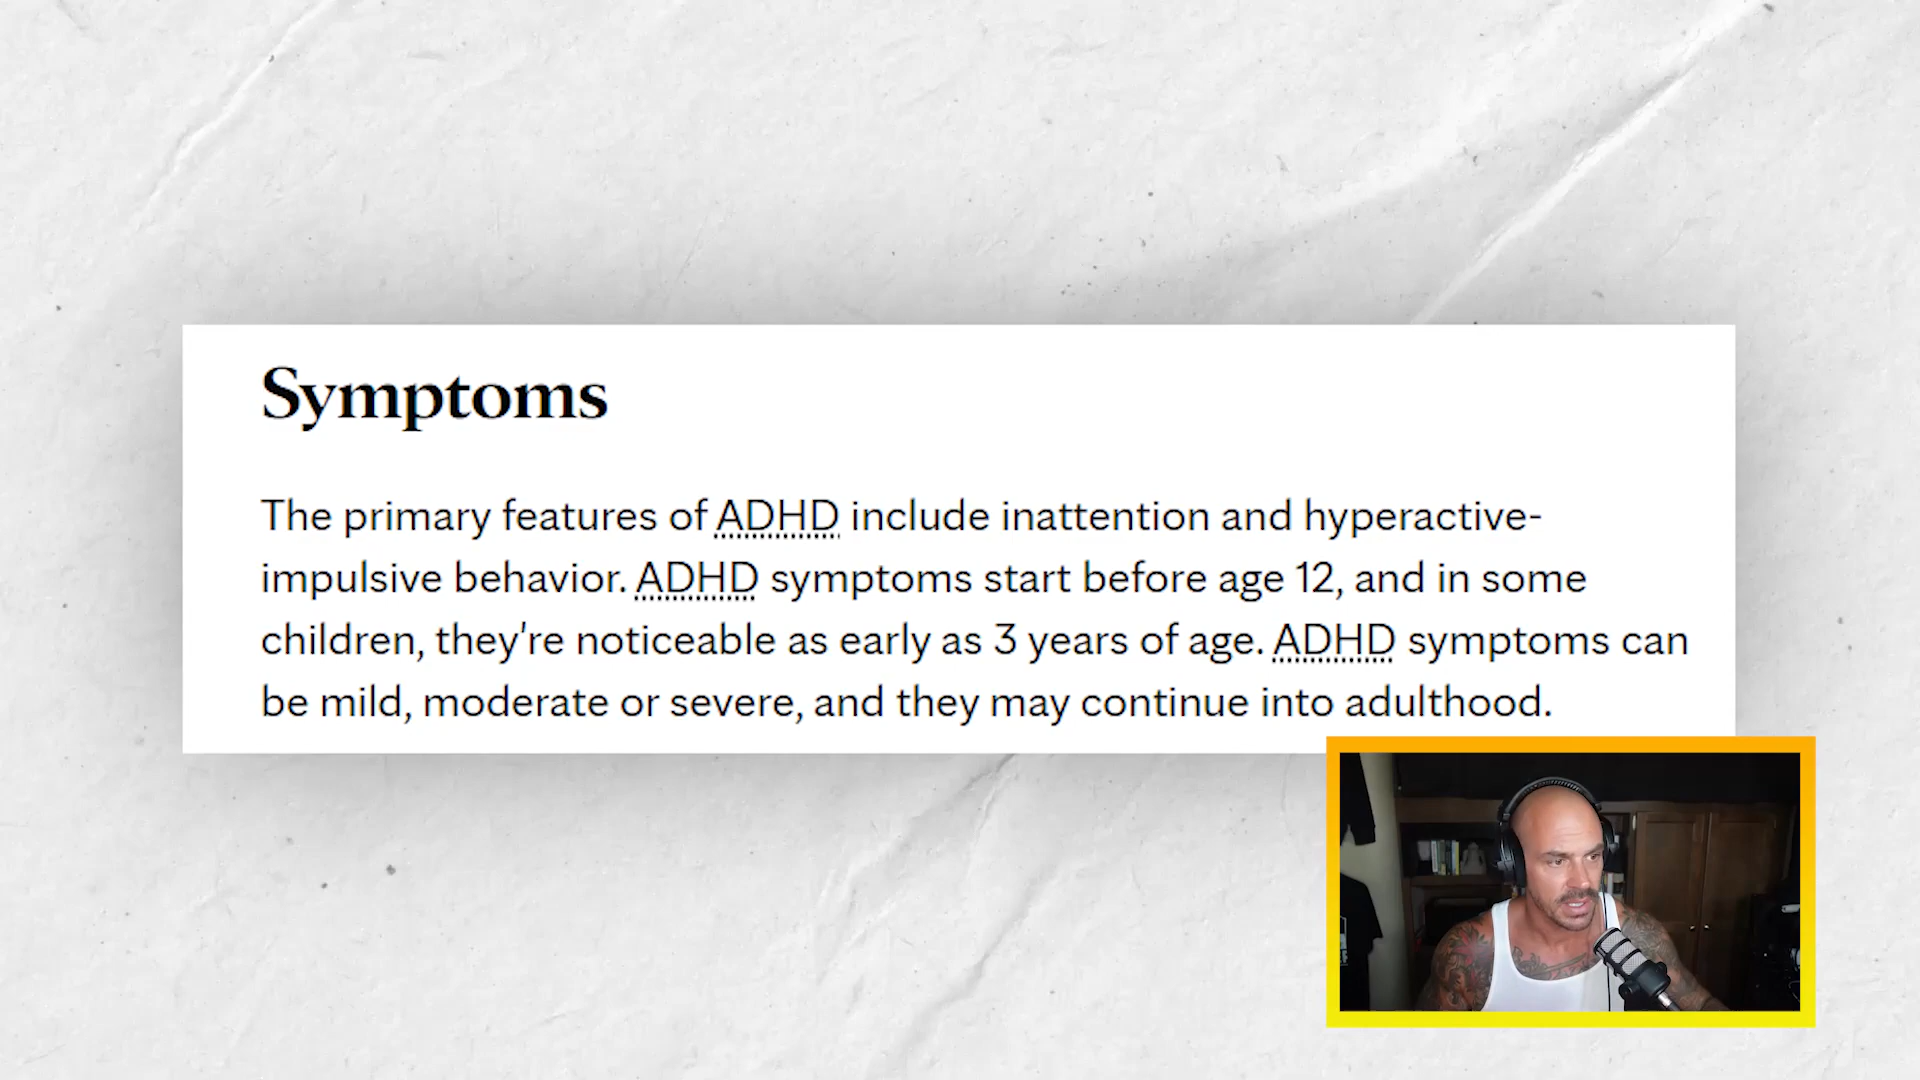 Symptoms
The primary features of ADHD include inattention and hyperactive-
impulsive behavior. ADHD symptoms start before age 12, and in some
children, they're noticeable as early as 3 years of age. ADHD symptoms can
be mild, moderate or severe, and they may continue into adulthood.